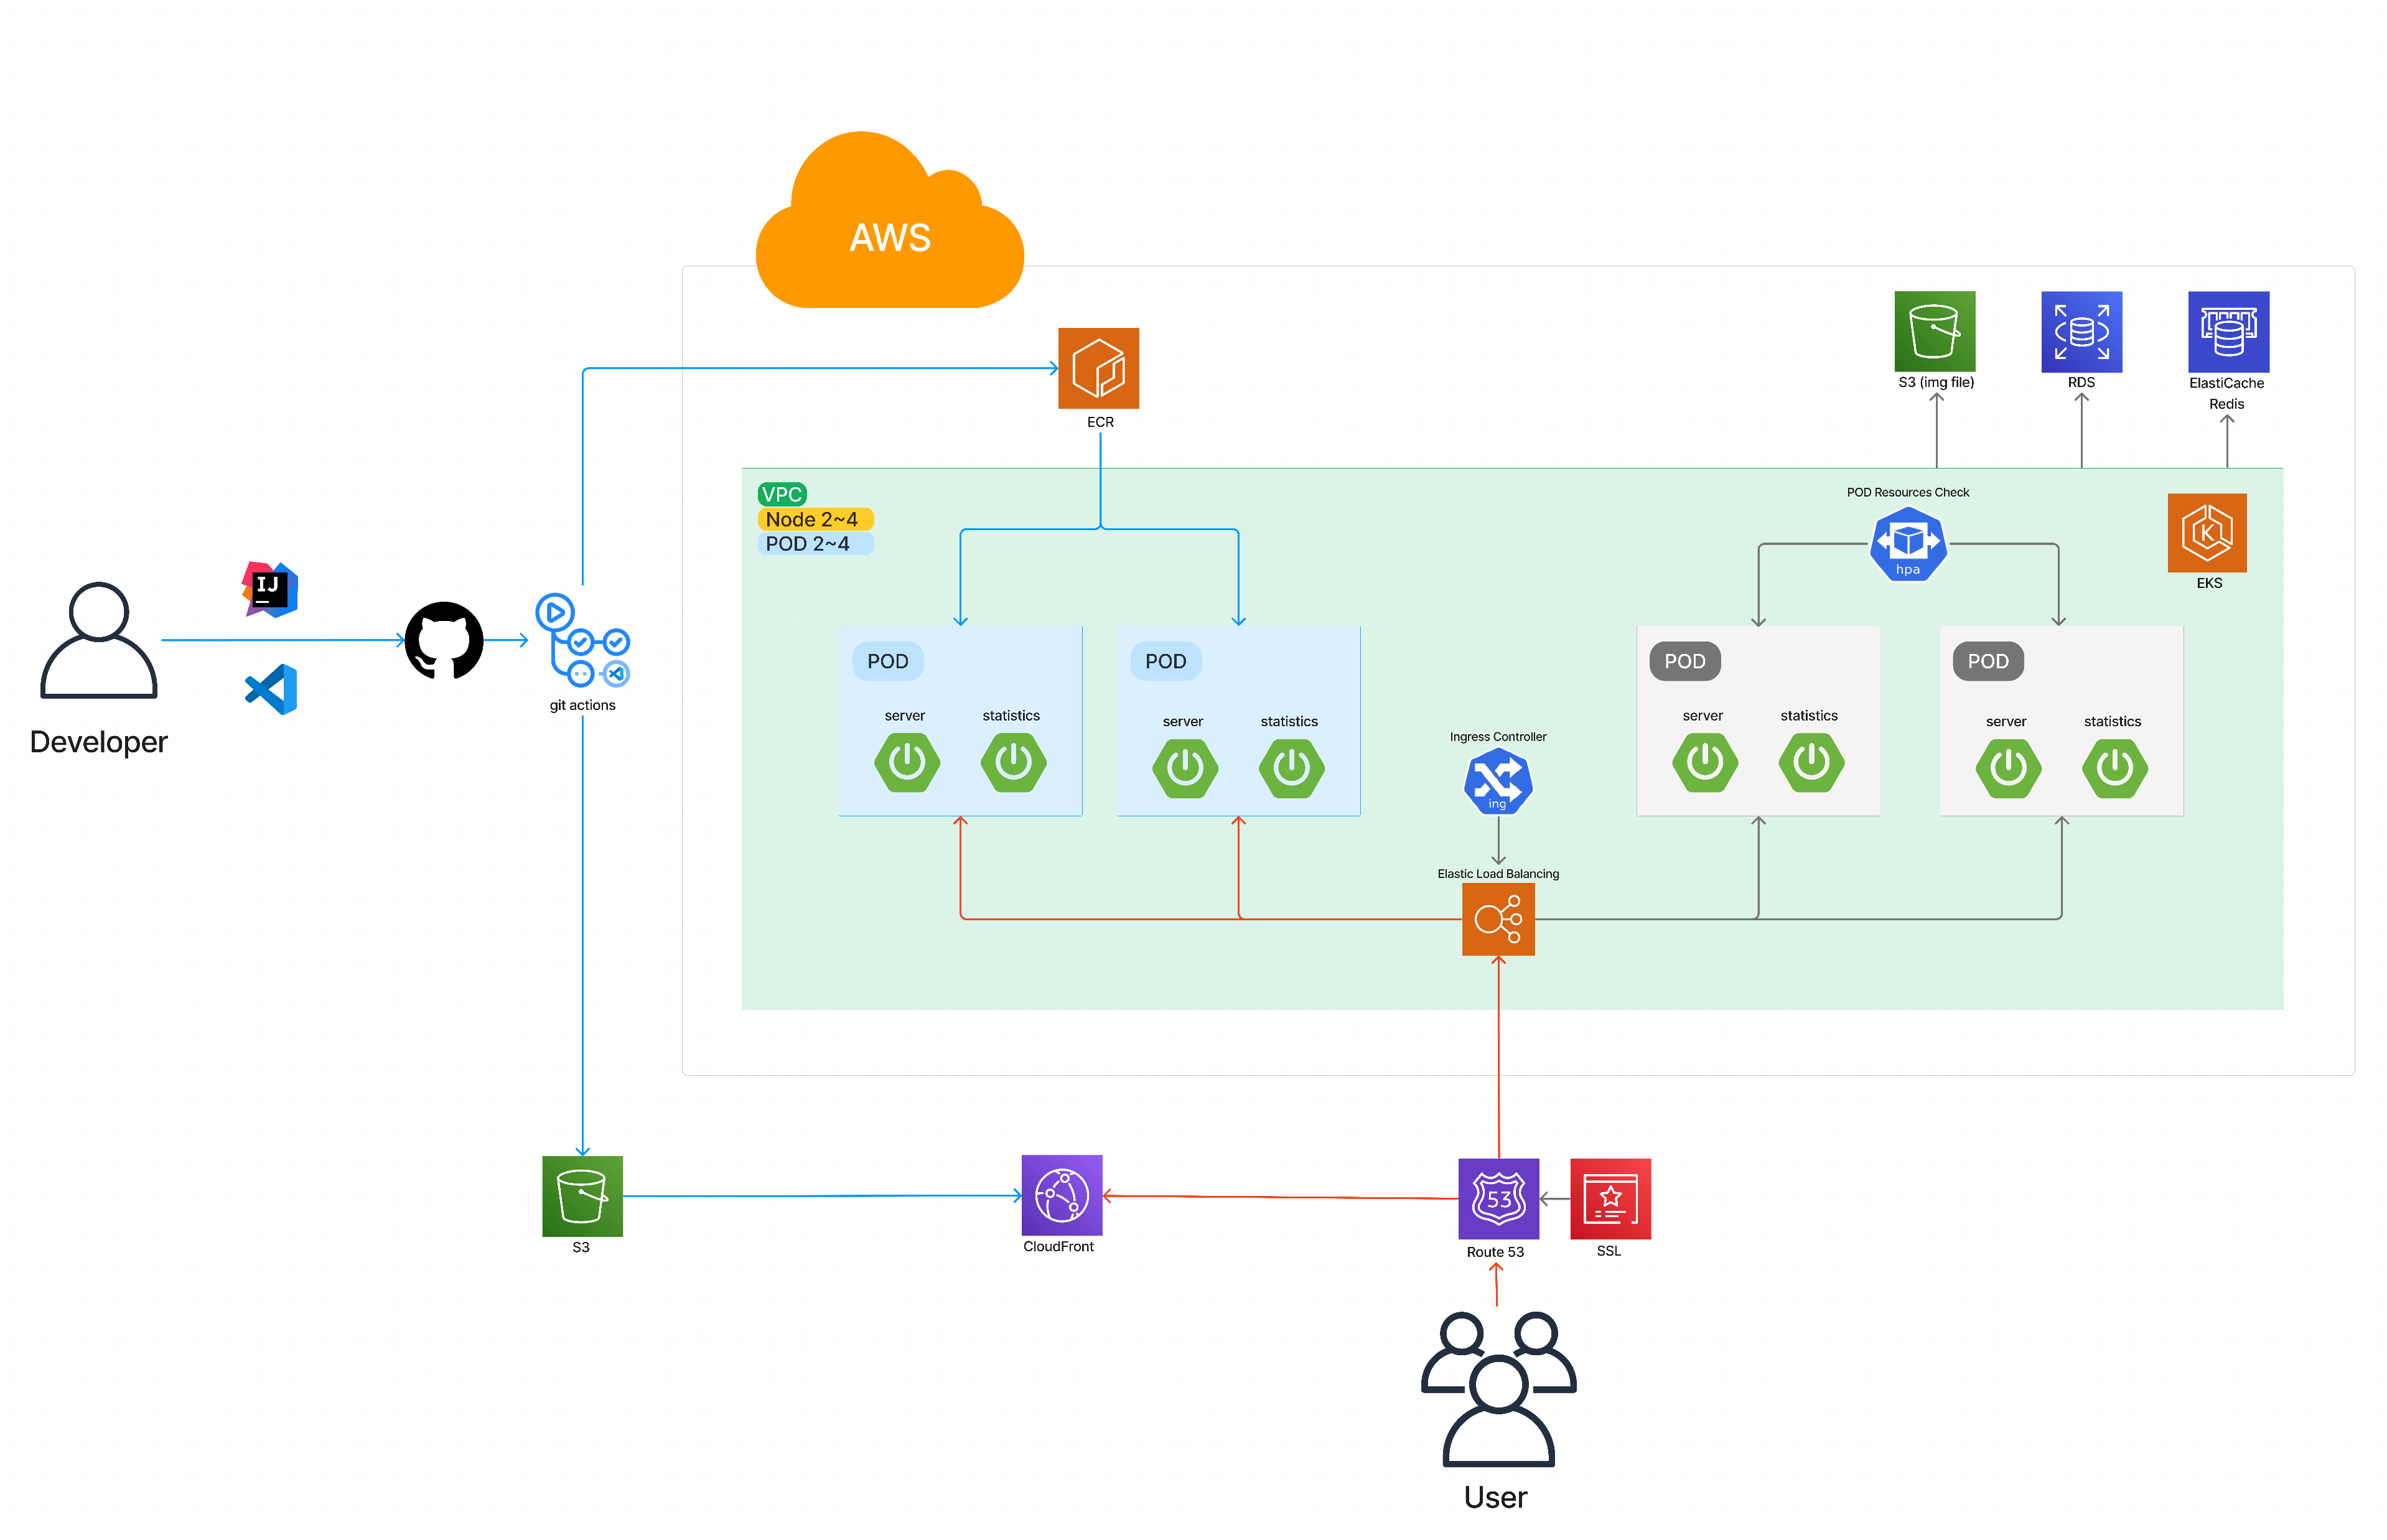 AWS
ECR
S3 (img file)
RDS
ElastiCache
Redis
VPC
Node 2~4
POD 2~4
POD Resources Check
hpa
K
EKS
IJ
git actions
Developer
POD
server
statistics
POD
server
statistics
Ingress Controller
ing
Elastic Load Balancing
POD
server
statistics
POD
server
statistics
S3
CloudFront
53
Route 53
SSL
User